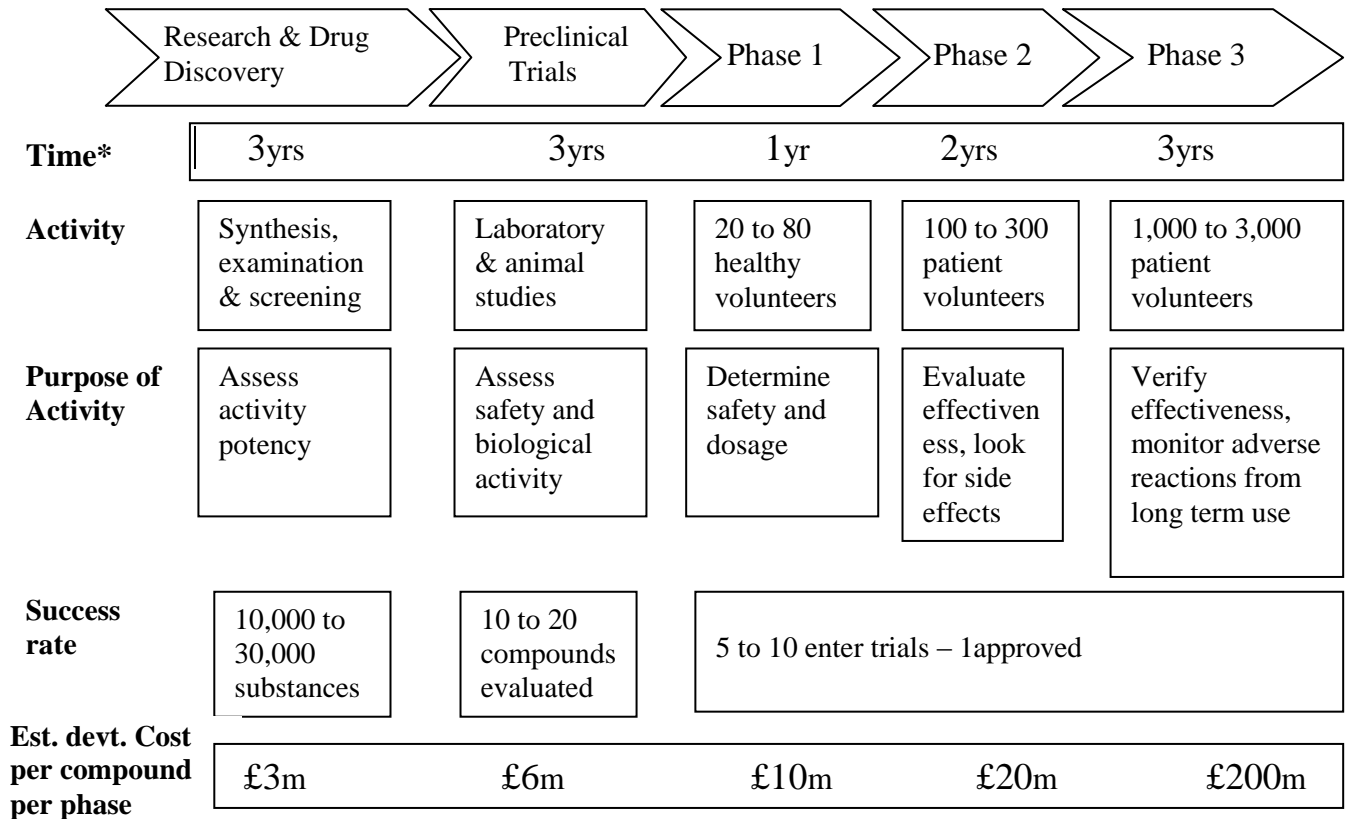 Research & Drug
Discovery
Preclinical
Trials
Phase 1
Phase 2
Phase 3
Time*
3yrs
3yrs
1yr
2yrs
3yrs
Activity
Synthesis,
examination
& screening
Laboratory
& animal
studies
20 to 80
healthy
volunteers
100 to 300
patient
volunteers
1,000 to 3,000
patient
volunteers
Purpose of
Activity
Assess
activity
potency
Assess
safety and
biological
activity
Determine
safety and
dosage
Evaluate
effectiven
ess, look
for side
effects
Verify
effectiveness,
monitor adverse
reactions from
long term use
Success
rate
10,000 to
30,000
substances
10 to 20
compounds
evaluated
5 to 10 enter trials – 1approved
Est. devt. Cost
per compound
per phase
£3m
£6m
£10m
£20m
£200m